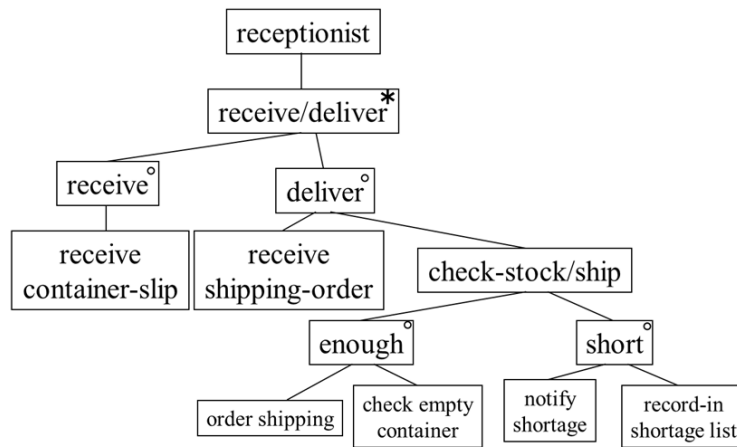 receptionist
receive/deliver*
receive°
deliver°
receive
container-slip
receive
shipping-order
check-stock/ship
enough°
short°
order shipping
check empty
container
notify
shortage
record-in
shortage list